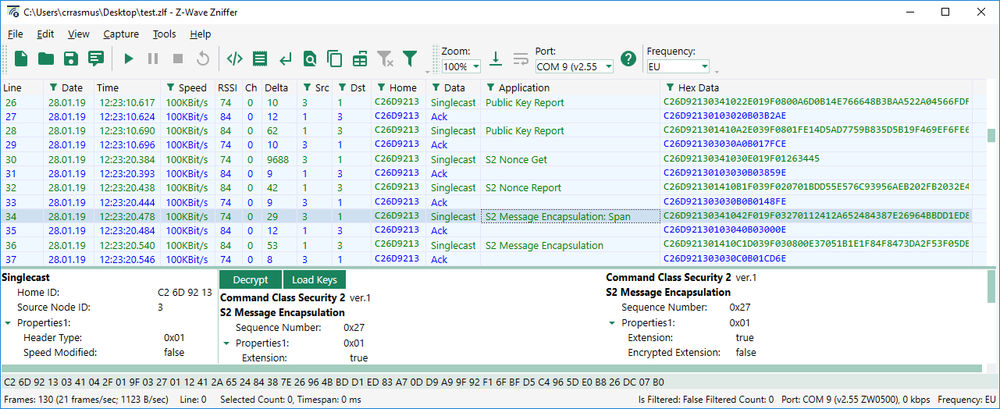 C:\Users\crrasmus\Desktop\test.zlf - Z-Wave Zniffer
File Edit View Capture Tools Help
Zoom: Port: Frequency:
100% COM 9 (v2.55 EU
Line Date Time Speed RSSI Ch Delta Src Dst Home Data Application Hex Data
26 28.01.19 12:23:10.617 100KBit/s 74 0 10 3 1 C26D9213 Singlecast Public Key Report C26D92130341022E019F0800A6D0B14E766648B3BAA522A04566FDF
27 28.01.19 12:23:10.624 100KBit/s 84 0 12 1 3 C26D9213 Ack C26D92130103020B03B2AE
28 28.01.19 12:23:10.690 100KBit/s 84 0 62 1 3 C26D9213 Singlecast Public Key Report C26D921301410A2E039F0801FE14D5AD7759B835D5B19F469EF6FE6
29 28.01.19 12:23:10.696 100KBit/s 74 0 10 3 1 C26D9213 Ack C26D921303030A0B017FCE
30 28.01.19 12:23:20.384 100KBit/s 74 0 9688 3 1 C26D9213 Singlecast S2 Nonce Get C26D92130341030E019F01263445
31 28.01.19 12:23:20.393 100KBit/s 84 0 9 1 3 C26D9213 Ack C26D92130103030B03859E
32 28.01.19 12:23:20.438 100KBit/s 84 0 42 1 3 C26D9213 Singlecast S2 Nonce Report C26D921301410B1F039F020701BDD55E576C93956AEB202FB2032E4
33 28.01.19 12:23:20.444 100KBit/s 74 0 9 3 1 C26D9213 Ack C26D921303030B0B0148FE
34 28.01.19 12:23:20.478 100KBit/s 74 0 29 3 1 C26D9213 Singlecast S2 Message Encapsulation: Span C26D92130341042F019F03270112412A652484387E26964BBDD1ED8
35 28.01.19 12:23:20.484 100KBit/s 84 0 12 1 3 C26D9213 Ack C26D92130103040B03000E
36 28.01.19 12:23:20.540 100KBit/s 84 0 53 1 3 C26D9213 Singlecast S2 Message Encapsulation C26D921301410C1D039F030800E37051B1E1F84F8473DA2F53F05DE
37 28.01.19 12:23:20.546 100KBit/s 74 0 8 3 1 C26D9213 Ack C26D921303030C0B01CD6E
Singlecast
Home ID: C2 6D 92 13
Source Node ID: 3
Properties1:
Header Type: 0x01
Speed Modified: false
Decrypt Load Keys
Command Class Security 2 ver.1
S2 Message Encapsulation
Sequence Number: 0x27
Properties1: 0x01
Extension: true
Command Class Security 2 ver.1
S2 Message Encapsulation
Sequence Number: 0x27
Properties1: 0x01
Extension: true
Encrypted Extension: false
C2 6D 92 13 03 41 04 2F 01 9F 03 27 01 12 41 2A 65 24 84 38 7E 26 96 4B BD D1 ED 83 A7 0D D9 A9 9F 92 F1 6F BF D5 C4 96 5D E0 B8 26 DC 07 B0
Frames: 130 (21 frames/sec; 1123 B/sec) Line: 0 Selected Count: 0, Timespan: 0 ms Is Filtered: False Filtered Count: 0 Port: COM 9 (v2.55 ZW0500), 0 kbps Frequency: EU